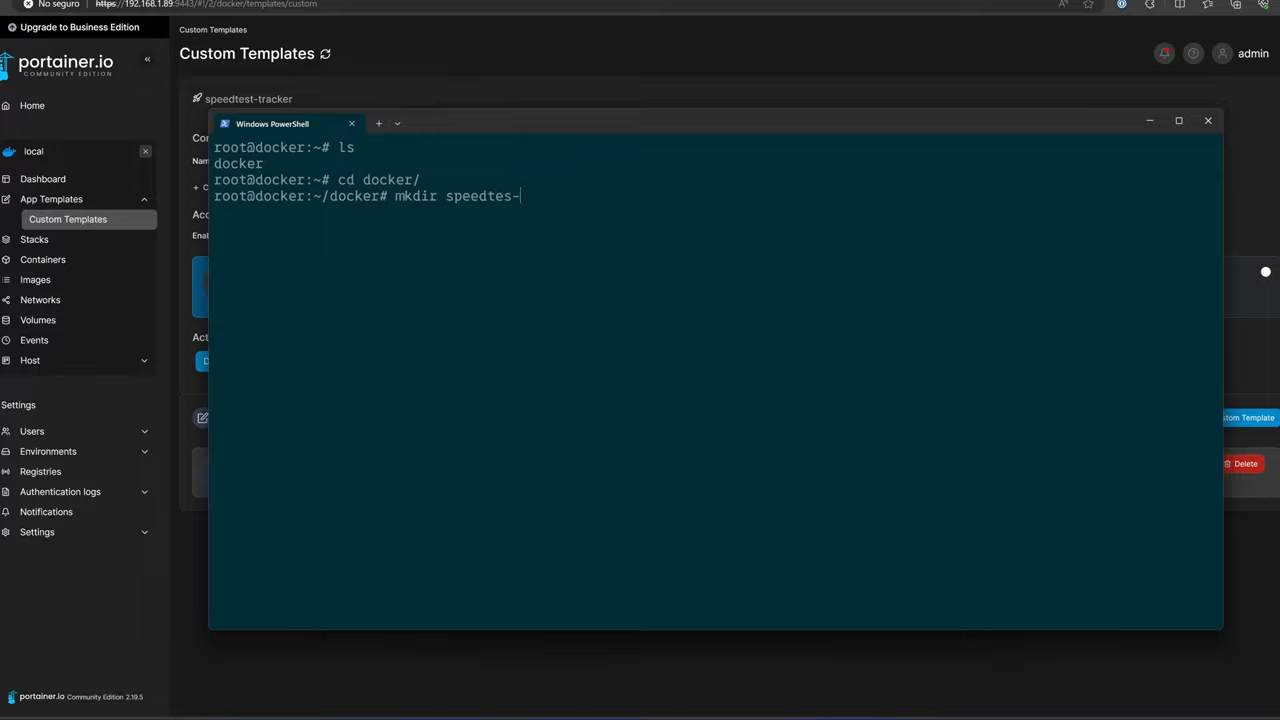 No seguro
https://192.168.1.89:9443/#!/2/docker/templates/custom
Upgrade to Business Edition
portainer.io
COMMUNITY EDITION
Home
local
Dashboard
App Templates
Custom Templates
Stacks
Containers
Images
Networks
Volumes
Events
Host
Settings
Users
Environments
Registries
Authentication logs
Notifications
Settings
portainer.io Community Edition 2.19.5
Custom Templates
Custom Templates
admin
speedtest-tracker
Windows PowerShell
root@docker:~# ls
docker
root@docker:~# cd docker/
root@docker:~/docker# mkdir speedtes-
Enab
Delete